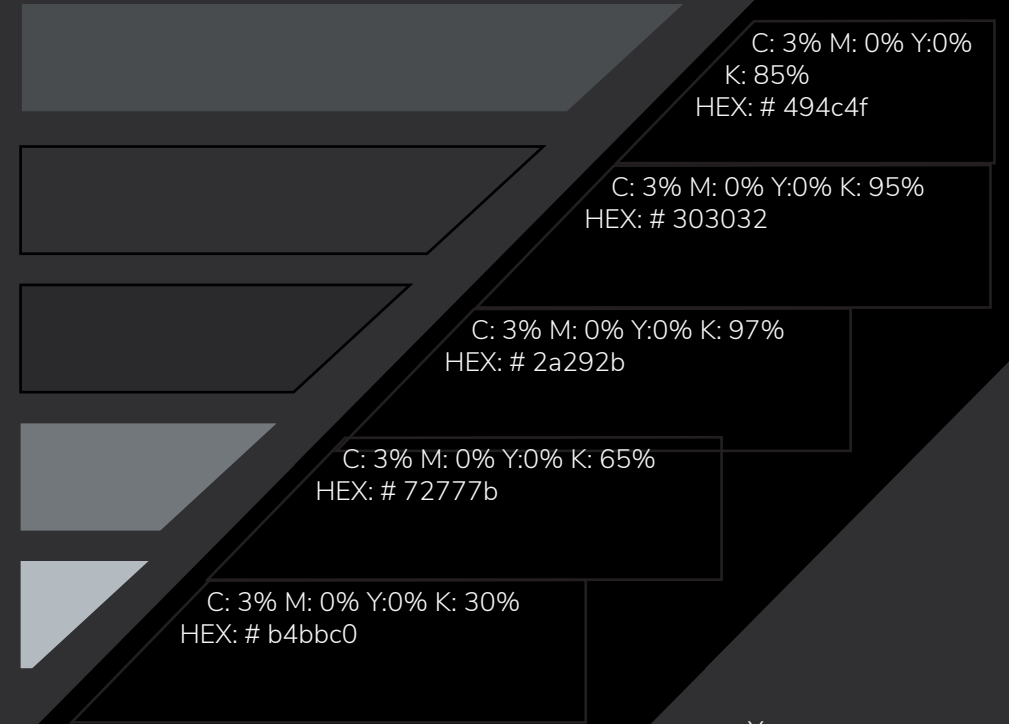 C: 3% M: 0% Y:0%
K: 85%
HEX: # 494c4f
C: 3% M: 0% Y:0% K: 95%
HEX: # 303032
C: 3% M: 0% Y:0% K: 97%
HEX: # 2a292b
C: 3% M: 0% Y:0% K: 65%
HEX: # 72777b
C: 3% M: 0% Y:0% K: 30%
HEX: # b4bbc0